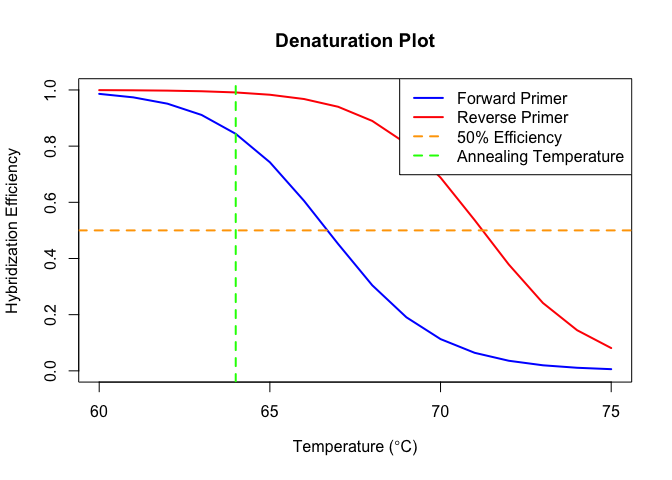 Denaturation Plot
Forward Primer
Reverse Primer
50% Efficiency
Annealing Temperature
Hybridization Efficiency
1.0
0.8
0.6
0.4
0.2
0.0
60 65 70 75
Temperature (°C)